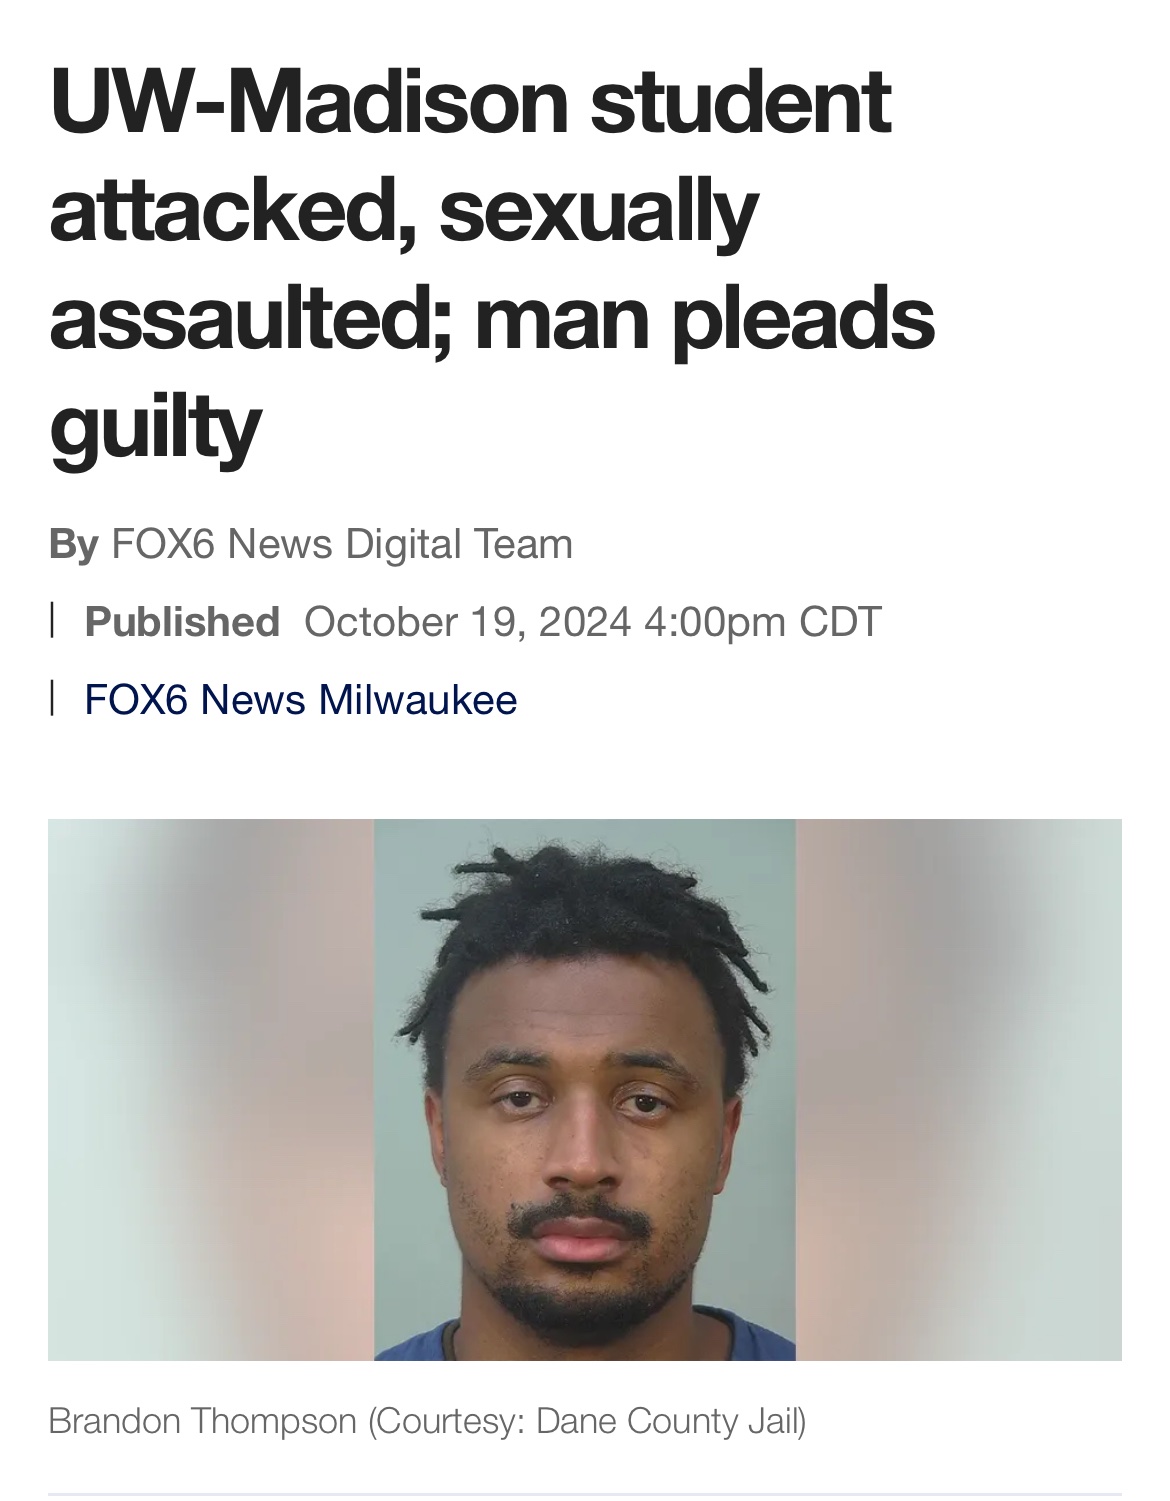 UW-Madison student
attacked, sexually
assaulted; man pleads
guilty
By FOX6 News Digital Team
| Published October 19, 2024 4:00pm CDT
| FOX6 News Milwaukee
Brandon Thompson (Courtesy: Dane County Jail)